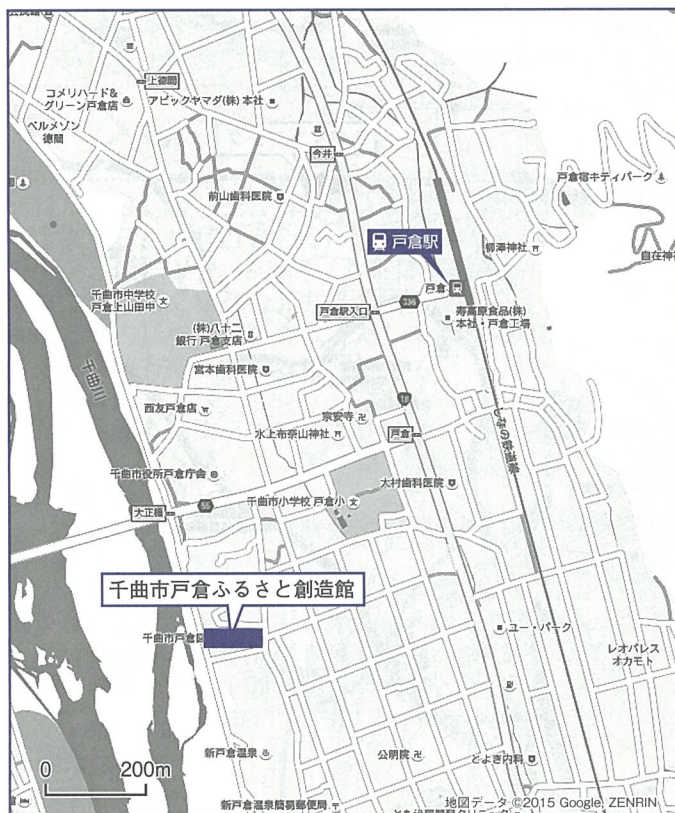 上徳間
コメリハード&
グリーン戸倉店
アピックヤマダ(株)本社
ベルメゾン
徳間
今井
前山歯科医院
戸倉宿キティパーク
戸倉駅
柳澤神社
自在神社
戸倉
千曲市中学校
戸倉上山田中
戸倉駅入口
336
寿高原食品(株)
本社・戸倉工場
(株)八十二
銀行 戸倉支店
千曲川
宮本歯科医院
18
西友戸倉店
宗安寺
水上布奈山神社
戸倉
しなの鉄道線
千曲市役所戸倉庁舎
大村歯科医院
55
千曲市小学校 戸倉小
大正橋
千曲市戸倉ふるさと創造館
千曲市戸倉
ユー・パーク
レオパレス
オカモト
新戸倉温泉
公明院
とよき内科
0 200m
新戸倉温泉簡易郵便局
地図データ ©2015 Google, ZENRIN